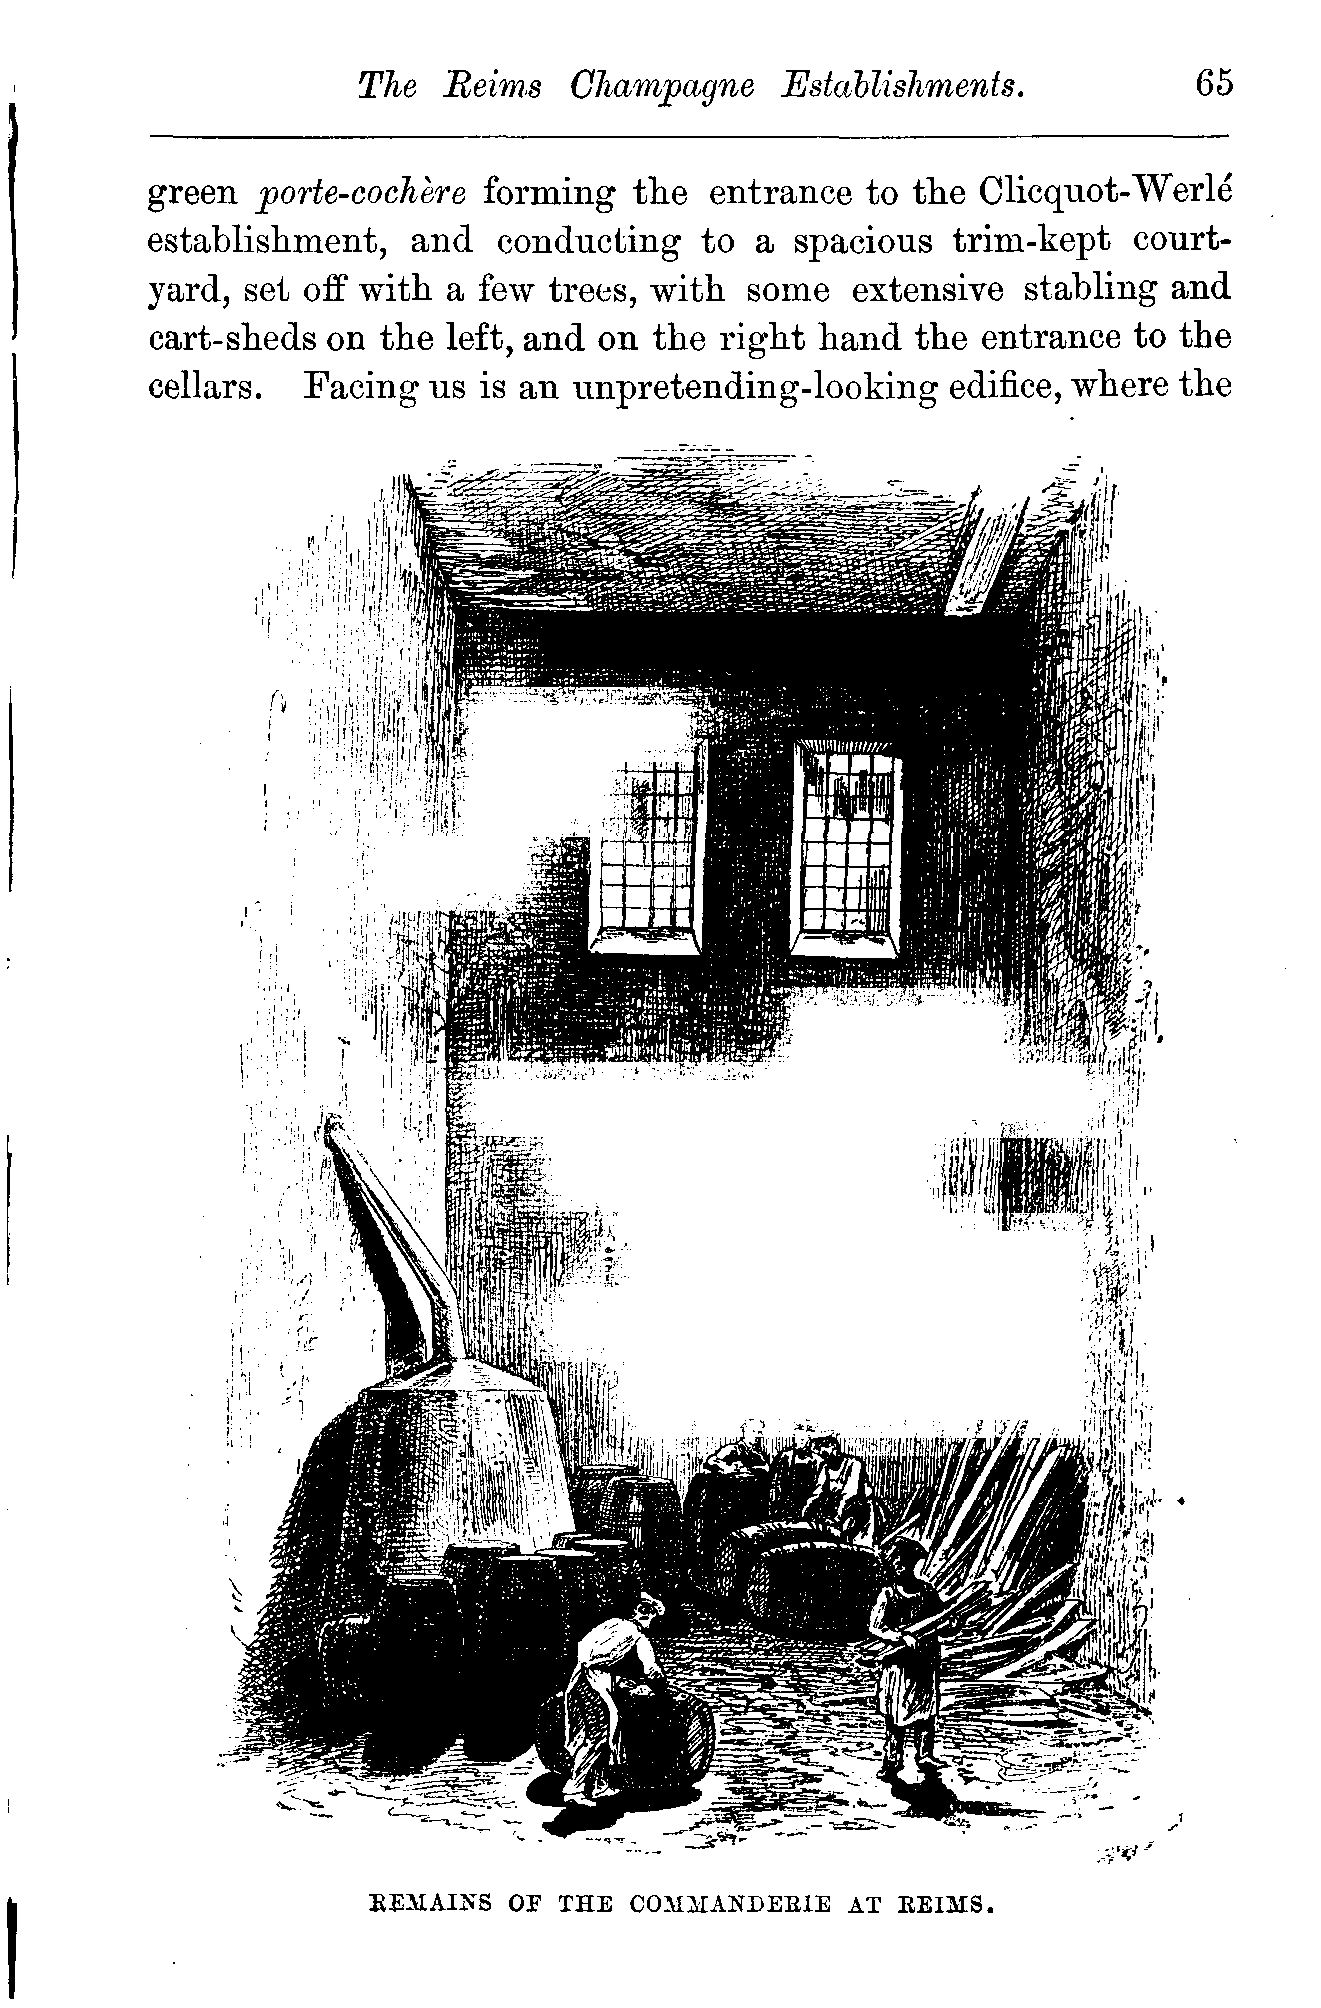 The Reims Champagne Establishments. 65
green porte-cochère forming the entrance to the Clicquot-Werlé
establishment, and conducting to a spacious trim-kept court-
yard, set off with a few trees, with some extensive stabling and
cart-sheds on the left, and on the right hand the entrance to the
cellars. Facing us is an unpretending-looking edifice, where the
REMAINS OF THE COMMANDERIE AT REIMS.